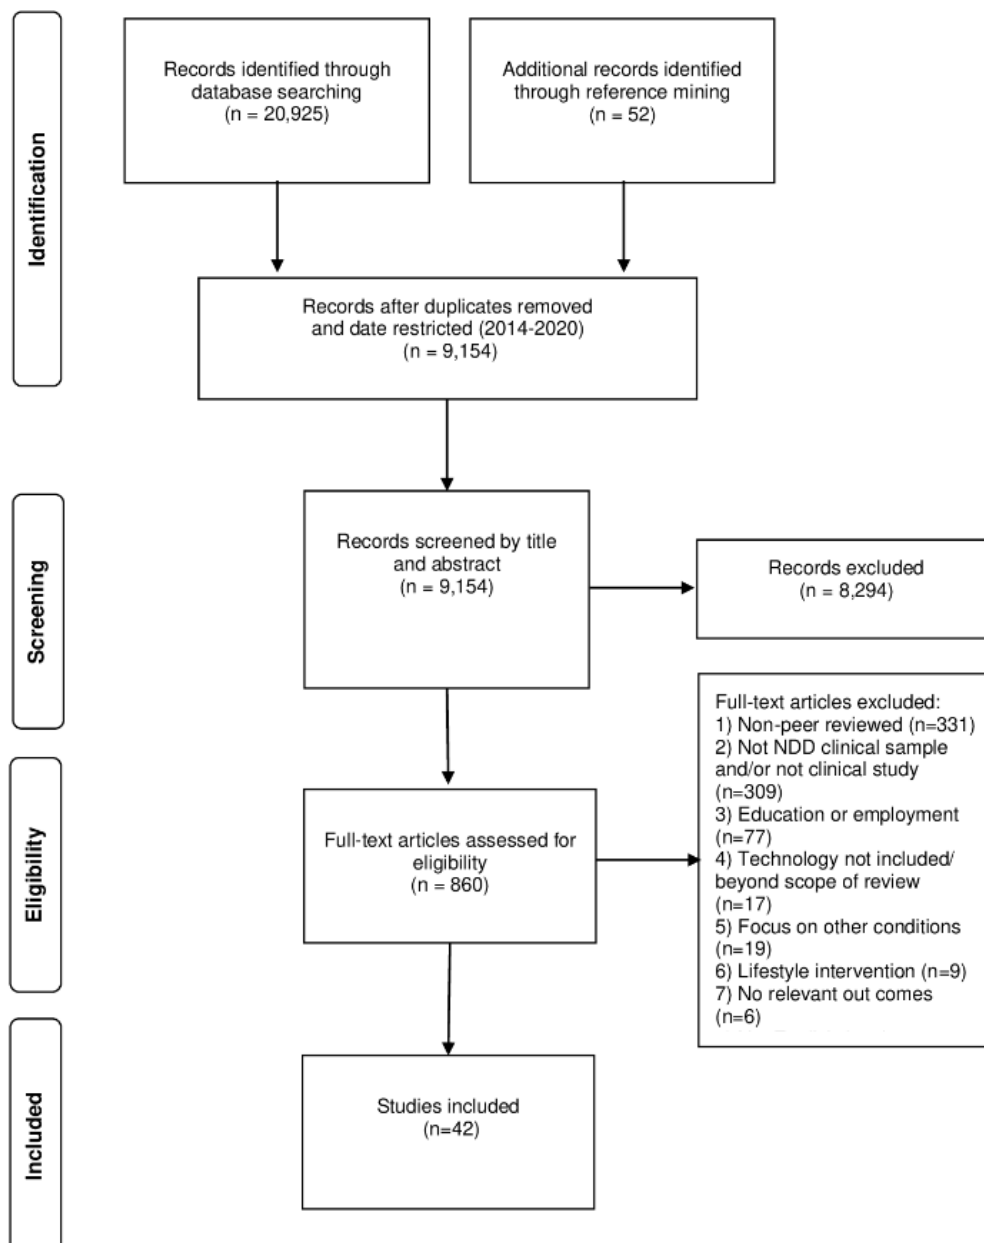 Identification
Records identified through
database searching
(n = 20,925)
Additional records identified
through reference mining
(n = 52)
Records after duplicates removed
and date restricted (2014-2020)
(n = 9,154)
Screening
Records screened by title
and abstract
(n = 9,154)
Records excluded
(n = 8,294)
Eligibility
Full-text articles assessed for
eligibility
(n = 860)
Full-text articles excluded:
1) Non-peer reviewed (n=331)
2) Not NDD clinical sample
and/or not clinical study
(n=309)
3) Education or employment
(n=77)
4) Technology not included/
beyond scope of review
(n=17)
5) Focus on other conditions
(n=19)
6) Lifestyle intervention (n=9)
7) No relevant out comes
(n=6)
Included
Studies included
(n=42)